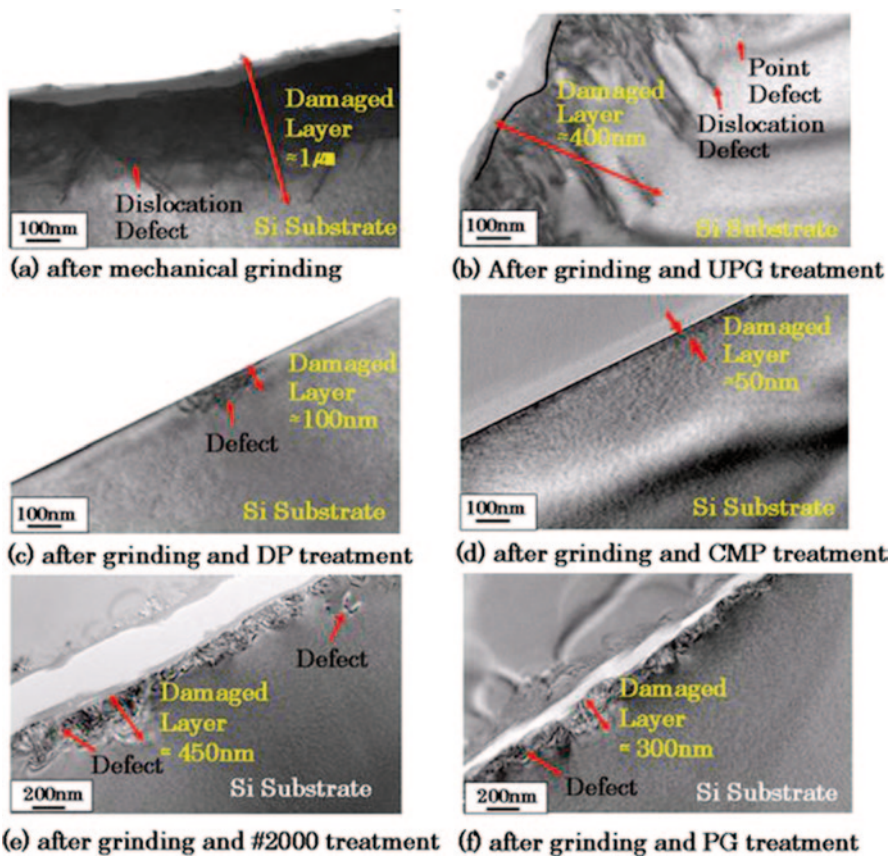 Damaged
Layer
≈1㎛
Dislocation
Defect
Si Substrate
100nm
(a) after mechanical grinding
Point
Defect
Dislocation
Defect
Damaged
Layer
≈400nm
Si Substrate
100nm
(b) After grinding and UPG treatment
Damaged
Layer
≈100nm
Defect
Si Substrate
100nm
(c) after grinding and DP treatment
Damaged
Layer
≈50nm
Si Substrate
100nm
(d) after grinding and CMP treatment
Defect
Damaged
Layer
≈ 450nm
Defect
Si Substrate
200nm
(e) after grinding and #2000 treatment
Damaged
Layer
≈ 300nm
Defect
Si Substrate
200nm
(f) after grinding and PG treatment